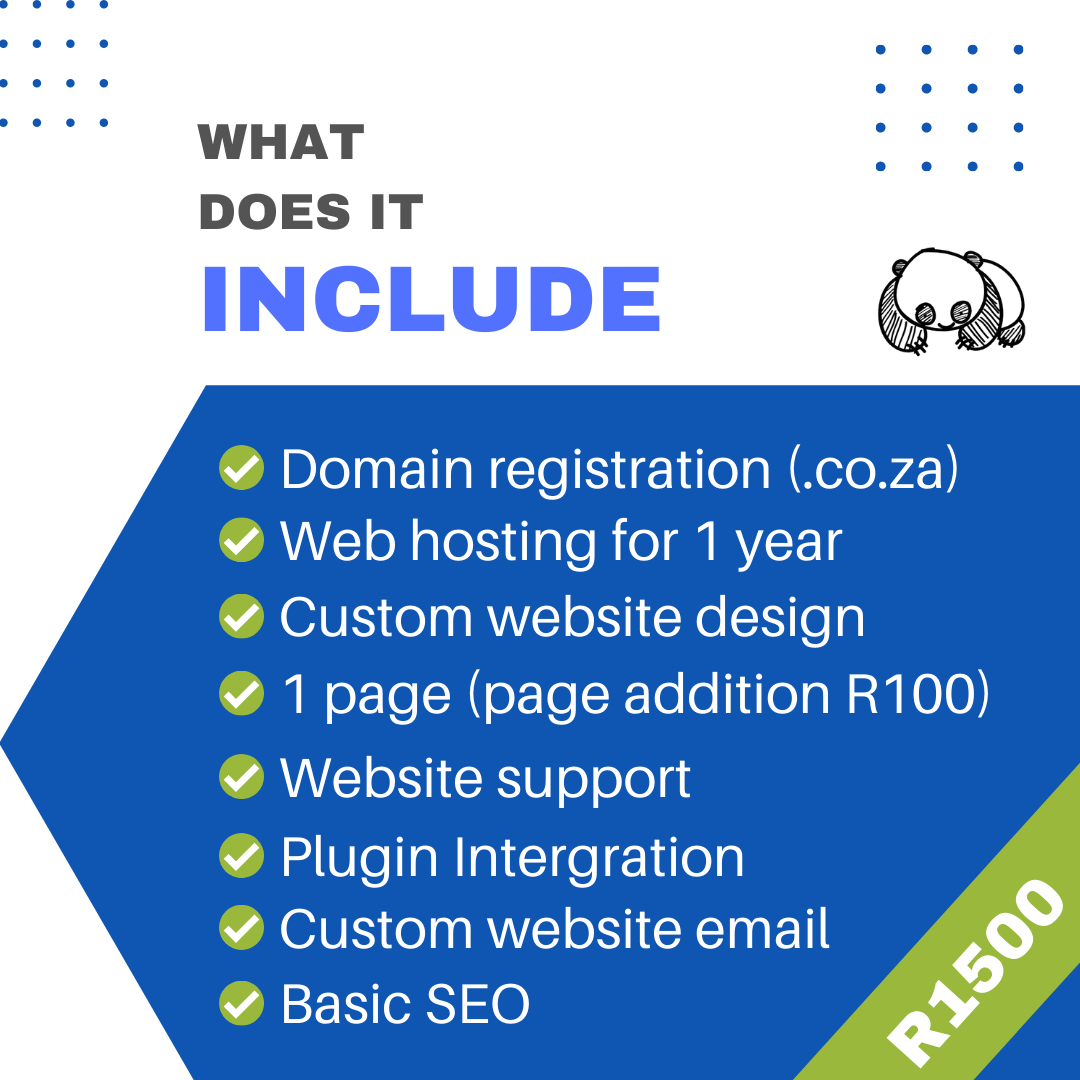 WHAT
DOES IT
INCLUDE
Domain registration (.co.za)
Web hosting for 1 year
Custom website design
1 page (page addition R100)
Website support
Plugin Intergration
Custom website email
Basic SEO
R1500